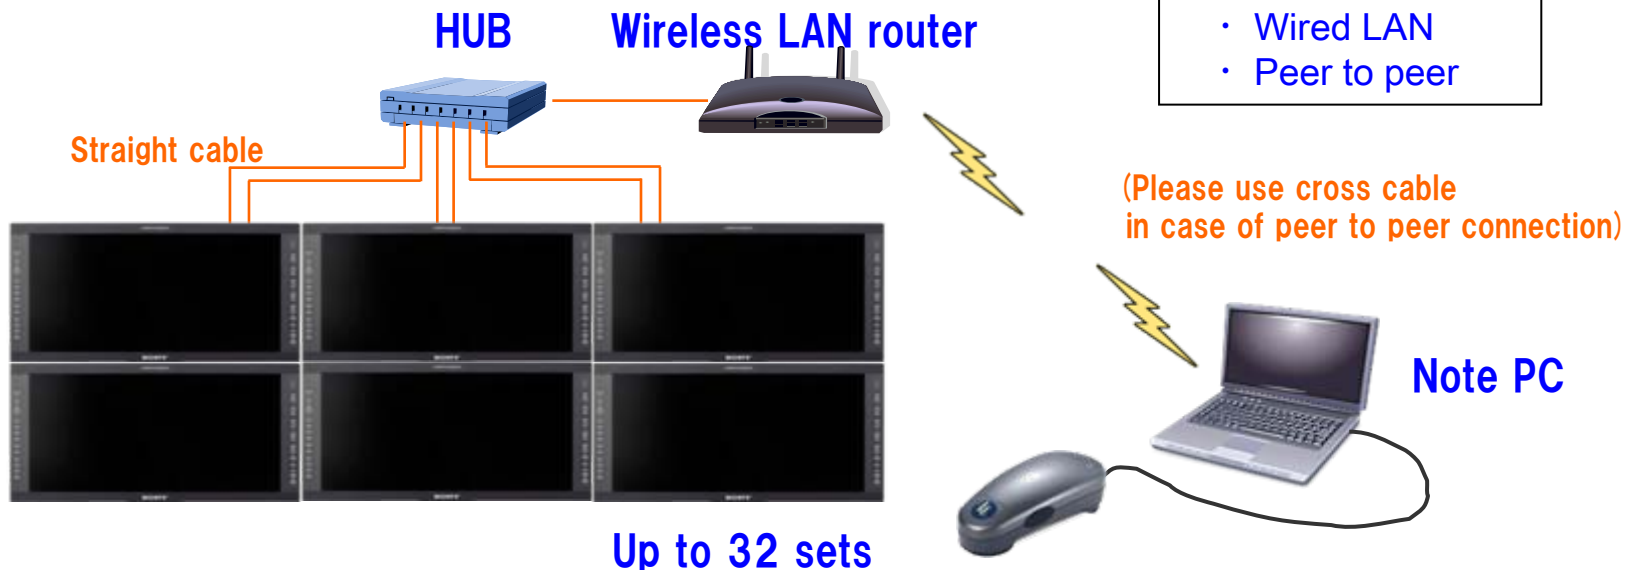 HUB
Wireless LAN router
・ Wired LAN
・ Peer to peer
Straight cable
(Please use cross cable
in case of peer to peer connection)
Note PC
Up to 32 sets